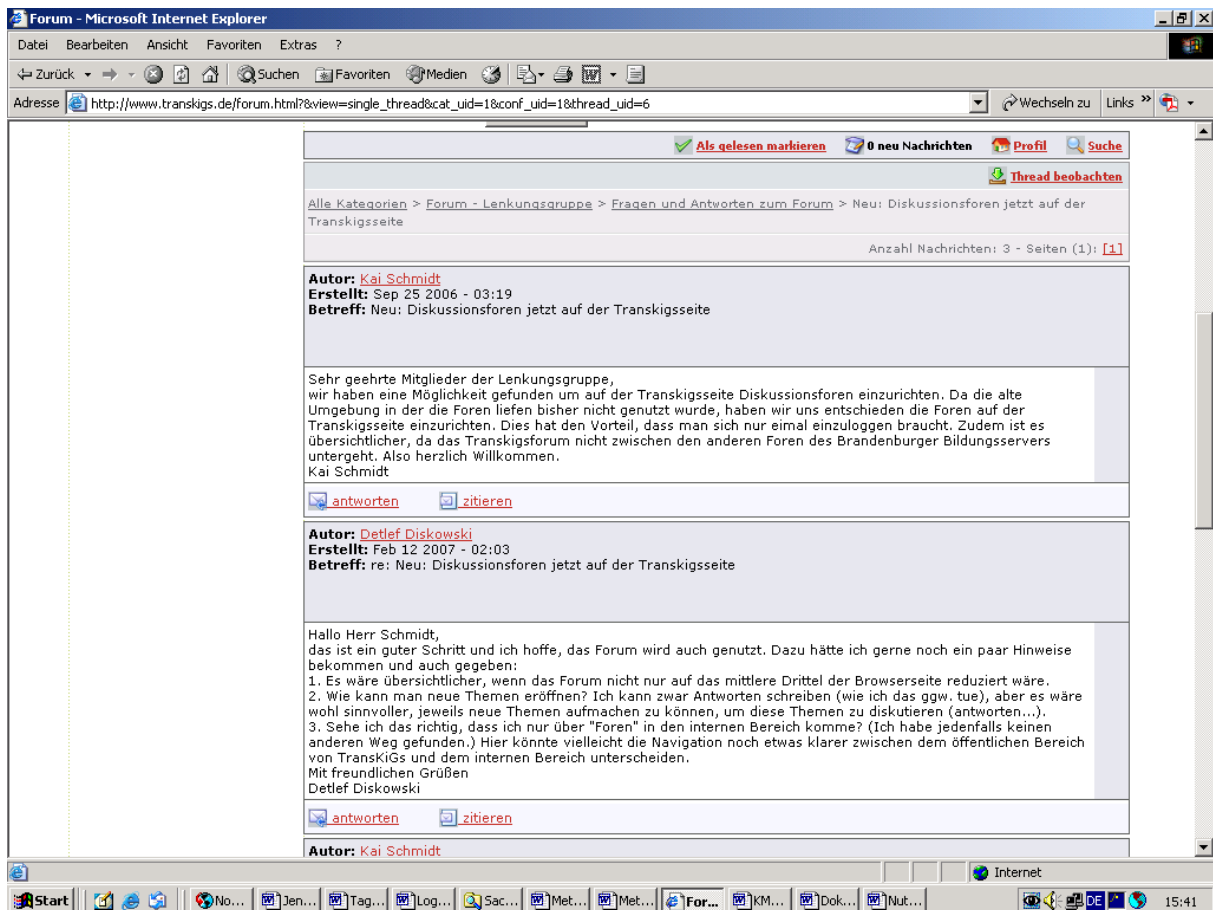 Forum - Microsoft Internet Explorer
Datei Bearbeiten Ansicht Favoriten Extras ?
Zurück Suchen Favoriten Medien
Adresse http://www.transkigs.de/forum.html?&view=single_thread&cat_uid=1&conf_uid=1&thread_uid=6 Wechseln zu Links »
Als gelesen markieren 0 neu Nachrichten Profil Suche
Thread beobachten
Alle Kategorien > Forum - Lenkungsgruppe > Fragen und Antworten zum Forum > Neu: Diskussionsforen jetzt auf der
Transkigsseite
Anzahl Nachrichten: 3 - Seiten (1): [1]
Autor: Kai Schmidt
Erstellt: Sep 25 2006 - 03:19
Betreff: Neu: Diskussionsforen jetzt auf der Transkigsseite
Sehr geehrte Mitglieder der Lenkungsgruppe,
wir haben eine Möglichkeit gefunden um auf der Transkigsseite Diskussionsforen einzurichten. Da die alte
Umgebung in der die Foren liefen bisher nicht genutzt wurde, haben wir uns entschieden die Foren auf der
Transkigsseite einzurichten. Dies hat den Vorteil, dass man sich nur eimal einzuloggen braucht. Zudem ist es
übersichtlicher, da das Transkigsforum nicht zwischen den anderen Foren des Brandenburger Bildungsservers
untergeht. Also herzlich Willkommen.
Kai Schmidt
antworten zitieren
Autor: Detlef Diskowski
Erstellt: Feb 12 2007 - 02:03
Betreff: re: Neu: Diskussionsforen jetzt auf der Transkigsseite
Hallo Herr Schmidt,
das ist ein guter Schritt und ich hoffe, das Forum wird auch genutzt. Dazu hätte ich gerne noch ein paar Hinweise
bekommen und auch gegeben:
1. Es wäre übersichtlicher, wenn das Forum nicht nur auf das mittlere Drittel der Browserseite reduziert wäre.
2. Wie kann man neue Themen eröffnen? Ich kann zwar Antworten schreiben (wie ich das ggw. tue), aber es wäre
wohl sinnvoller, jeweils neue Themen aufmachen zu können, um diese Themen zu diskutieren (antworten...).
3. Sehe ich das richtig, dass ich nur über "Foren" in den internen Bereich komme? (Ich habe jedenfalls keinen
anderen Weg gefunden.) Hier könnte vielleicht die Navigation noch etwas klarer zwischen dem öffentlichen Bereich
von TransKiGs und dem internen Bereich unterscheiden.
Mit freundlichen Grüßen
Detlef Diskowski
antworten zitieren
Autor: Kai Schmidt
Internet
Start No... Jen... Tag... Log... Sac... Met... Met... For... KM... Dok... Nut... DE 15:41